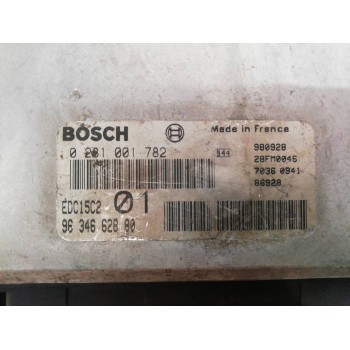 BOSCH
Made in France
0 281 001 782
S44
980928
28FM0046
7036 0941
86928
EDC15C2
01
96 346 628 80